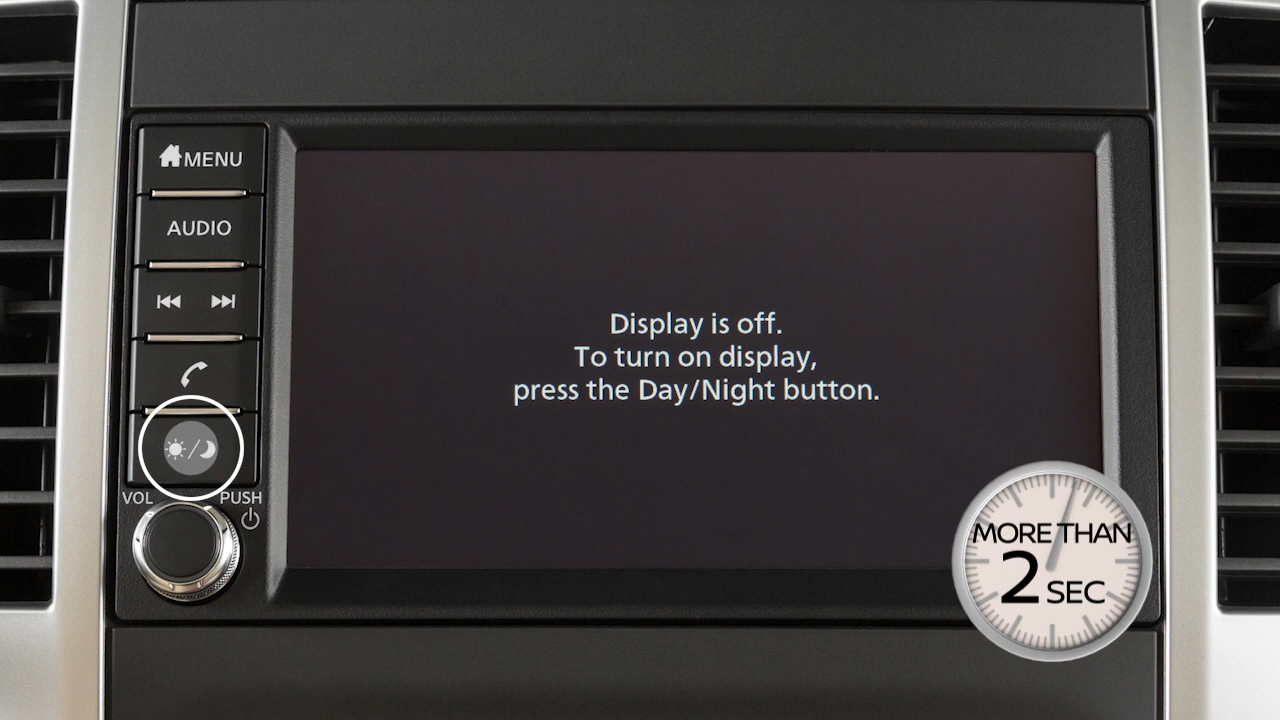 MENU
AUDIO
VOL
PUSH
Display is off.
To turn on display,
press the Day/Night button.
MORE THAN
2 SEC